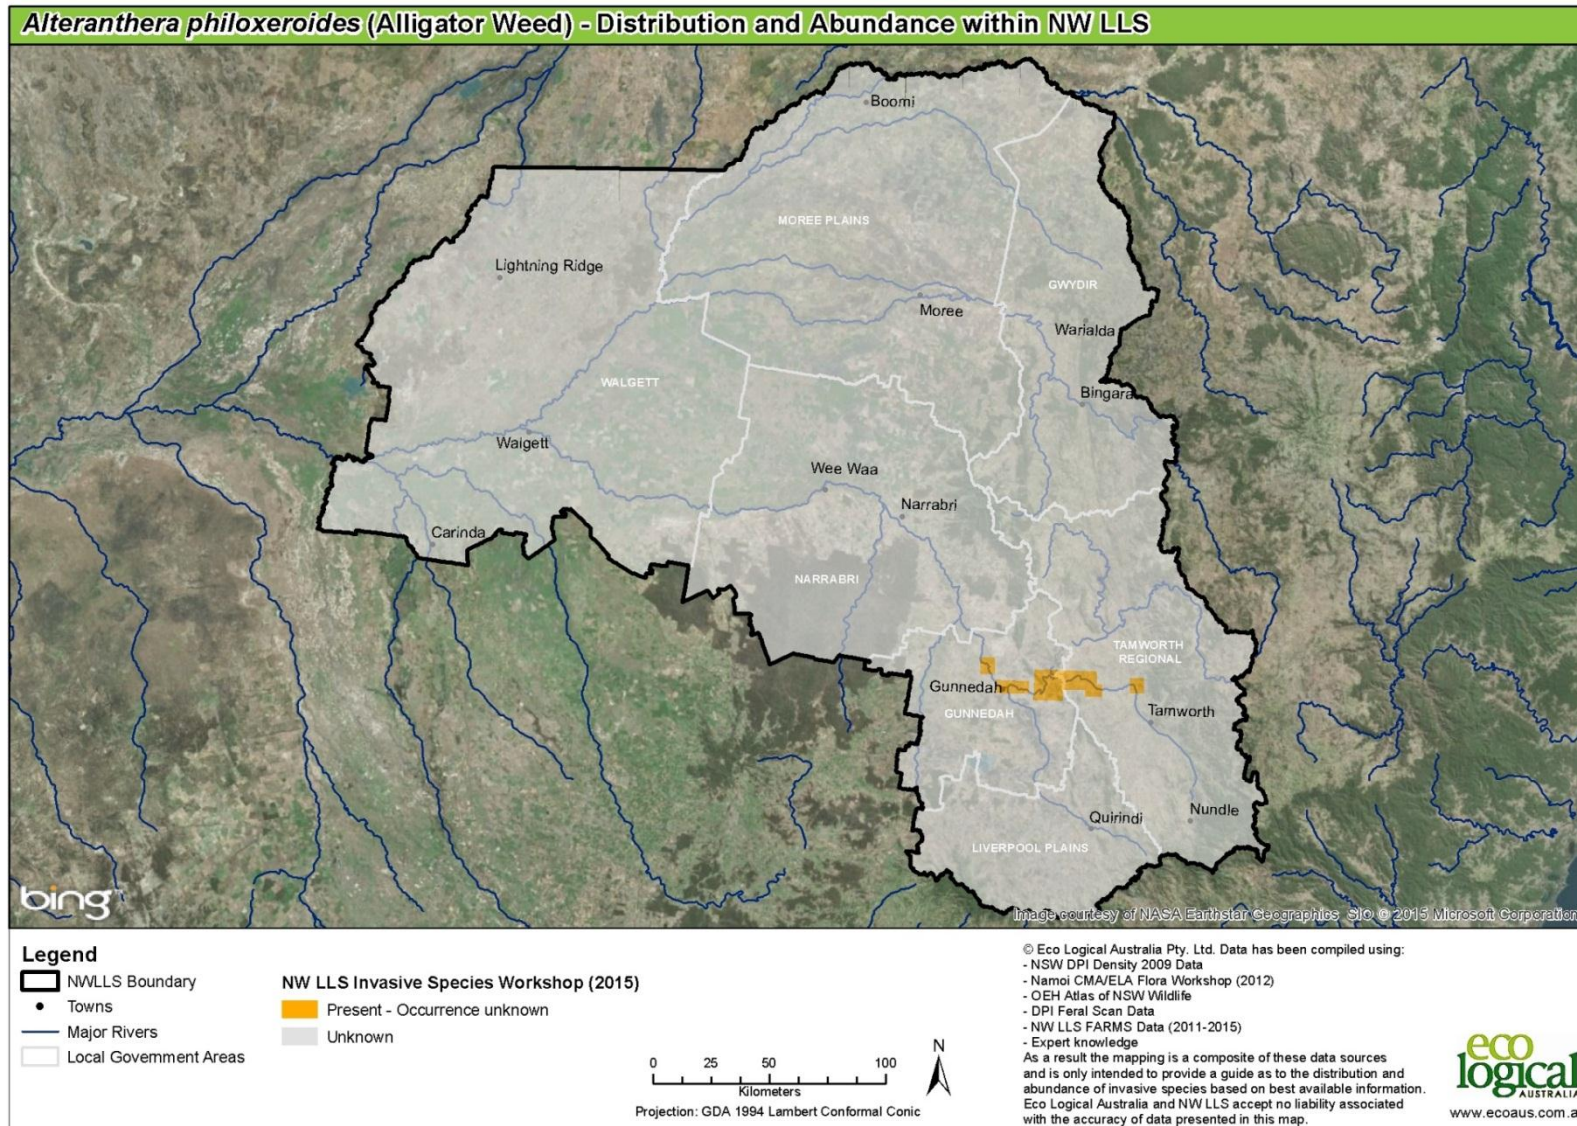 Alteranthera philoxeroides (Alligator Weed) - Distribution and Abundance within NW LLS
Boomi
MOREE PLAINS
Lightning Ridge
GWYDIR
Moree
Warialda
WALGETT
Bingara
Walgett
Wee Waa
Narrabri
Carinda
NARRABRI
TAMWORTH
REGIONAL
Gunnedah
GUNNEDAH
Tamworth
Nundle
Quirindi
LIVERPOOL PLAINS
bing
Image courtesy of NASA Earthstar Geographics SIO © 2015 Microsoft Corporation
Legend
NWLLS Boundary
Towns
Major Rivers
Local Government Areas
NW LLS Invasive Species Workshop (2015)
Present - Occurrence unknown
Unknown
0 25 50 100
Kilometers
N
Projection: GDA 1994 Lambert Conformal Conic
© Eco Logical Australia Pty. Ltd. Data has been compiled using:
- NSW DPI Density 2009 Data
- Namoi CMA/ELA Flora Workshop (2012)
- OEH Atlas of NSW Wildlife
- DPI Feral Scan Data
- NW LLS FARMS Data (2011-2015)
- Expert knowledge
As a result the mapping is a composite of these data sources
and is only intended to provide a guide as to the distribution and
abundance of invasive species based on best available information.
Eco Logical Australia and NW LLS accept no liability associated
with the accuracy of data presented in this map.
eco
logical
AUSTRALIA
www.ecoaus.com.a